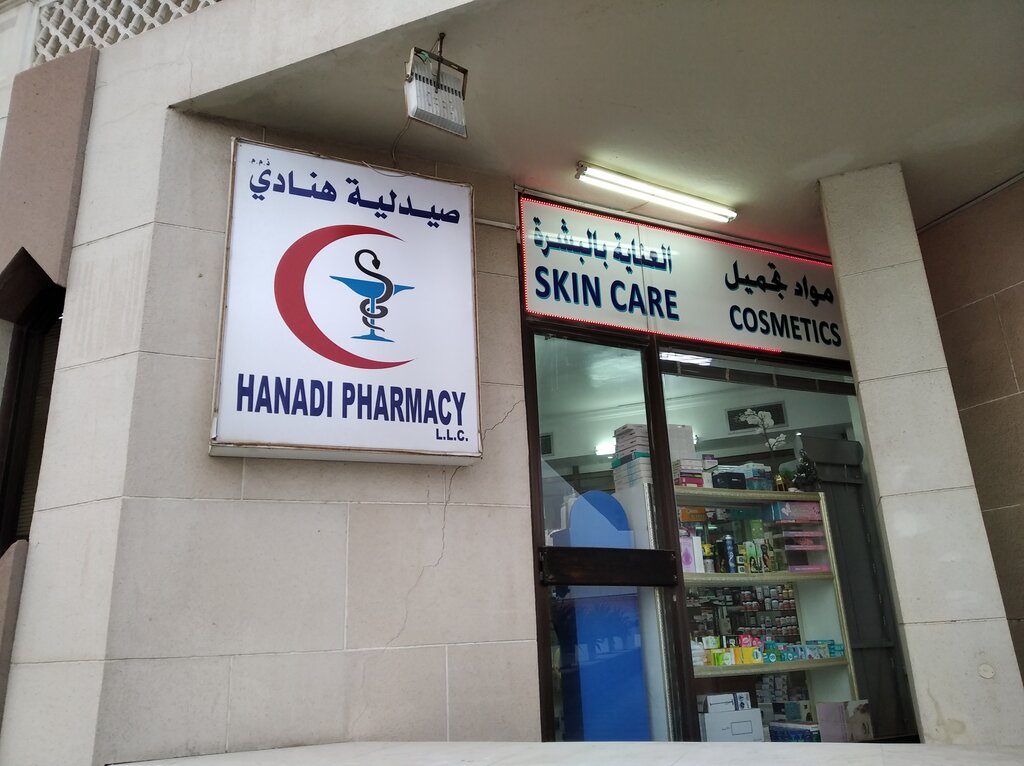 صيدلية هنادي ذ.م.م
HANADI PHARMACY
L.L.C.
العناية بالبشرة
SKIN CARE
مواد تجميل
COSMETICS